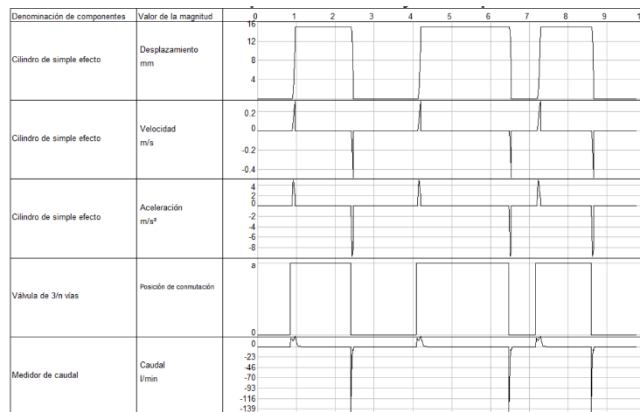 Denominación de componentes Valor de la magnitud 0 1 2 3 4 5 6 7 8 9
Cilindro de simple efecto
Desplazamiento
mm
16
12
8
4
Cilindro de simple efecto
Velocidad
m/s
0.2
0
-0.2
-0.4
Cilindro de simple efecto
Aceleración
m/s²
4
2
0
-2
-4
-6
-8
Válvula de 3/n vías
Posición de conmutación
a
0
Medidor de caudal
Caudal
l/min
0
-23
-46
-70
-93
-116
-139